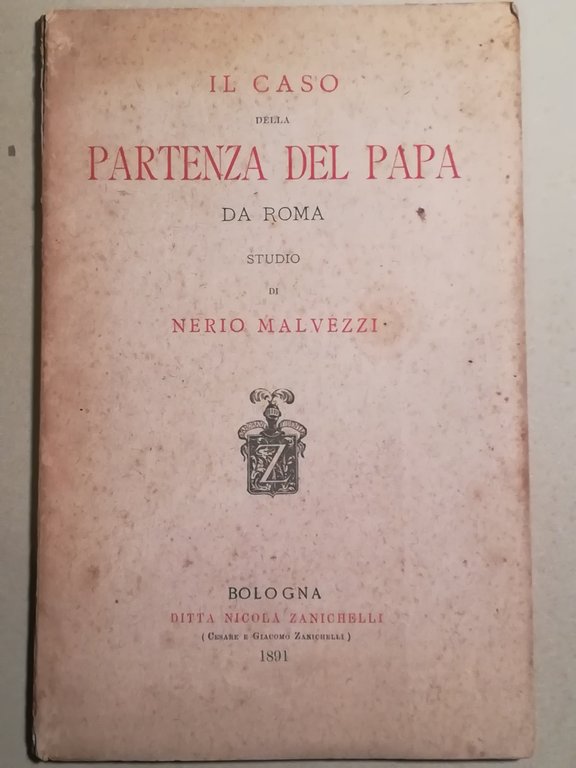 IL CASO
DELLA
PARTENZA DEL PAPA
DA ROMA
STUDIO
DI
NERIO MALVEZZI
Z
BOLOGNA
DITTA NICOLA ZANICHELLI
(CESARE E GIACOMO ZANICHELLI)
1891